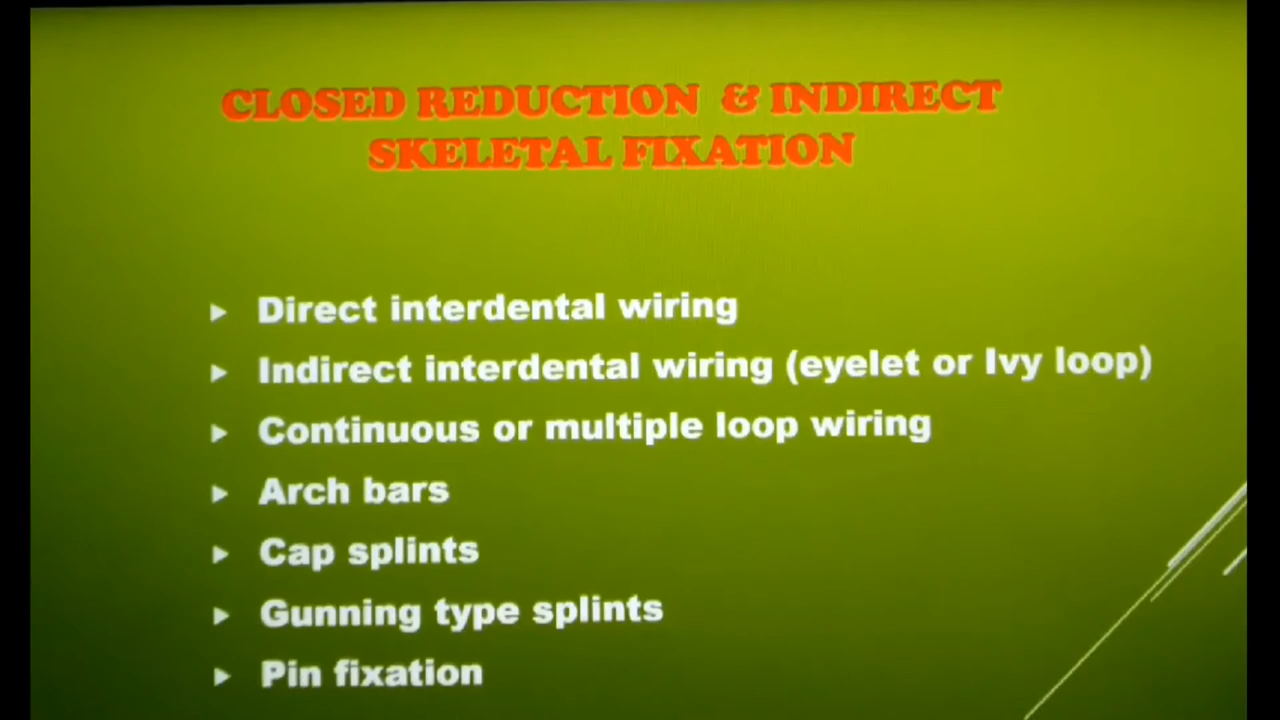 CLOSED REDUCTION & INDIRECT
SKELETAL FIXATION
Direct interdental wiring
Indirect interdental wiring (eyelet or Ivy loop)
Continuous or multiple loop wiring
Arch bars
Cap splints
Gunning type splints
Pin fixation